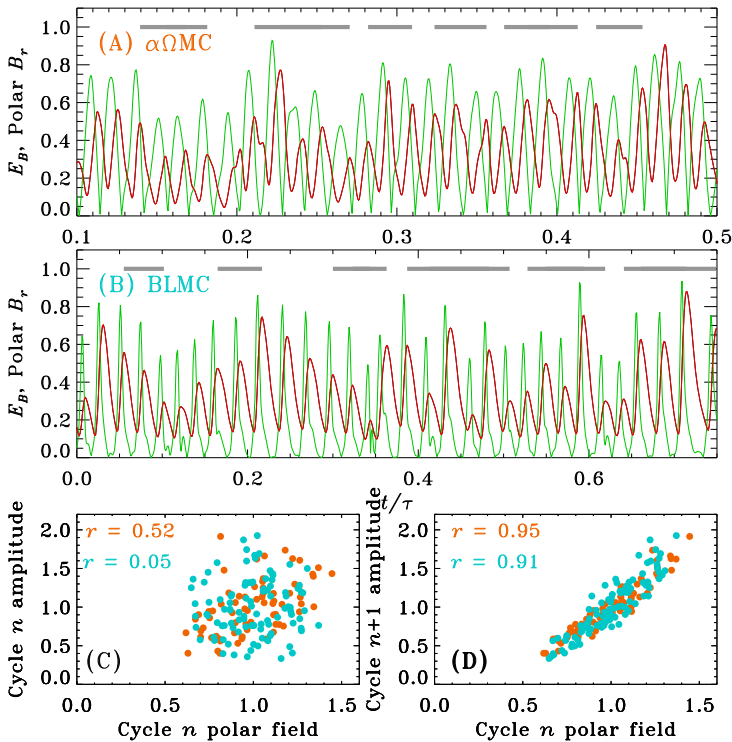 (A) αΩMC
E_B, Polar B_r
1.0
0.8
0.6
0.4
0.2
0.0
0.1 0.2 0.3 0.4 0.5
(B) BLMC
E_B, Polar B_r
1.0
0.8
0.6
0.4
0.2
0.0
0.0 0.2 0.4 0.6
t/τ
r = 0.52
r = 0.05
(C)
Cycle n amplitude
2.0
1.5
1.0
0.5
0.0
0.0 0.5 1.0 1.5
Cycle n polar field
r = 0.95
r = 0.91
(D)
Cycle n+1 amplitude
2.0
1.5
1.0
0.5
0.0
0.0 0.5 1.0 1.5
Cycle n polar field